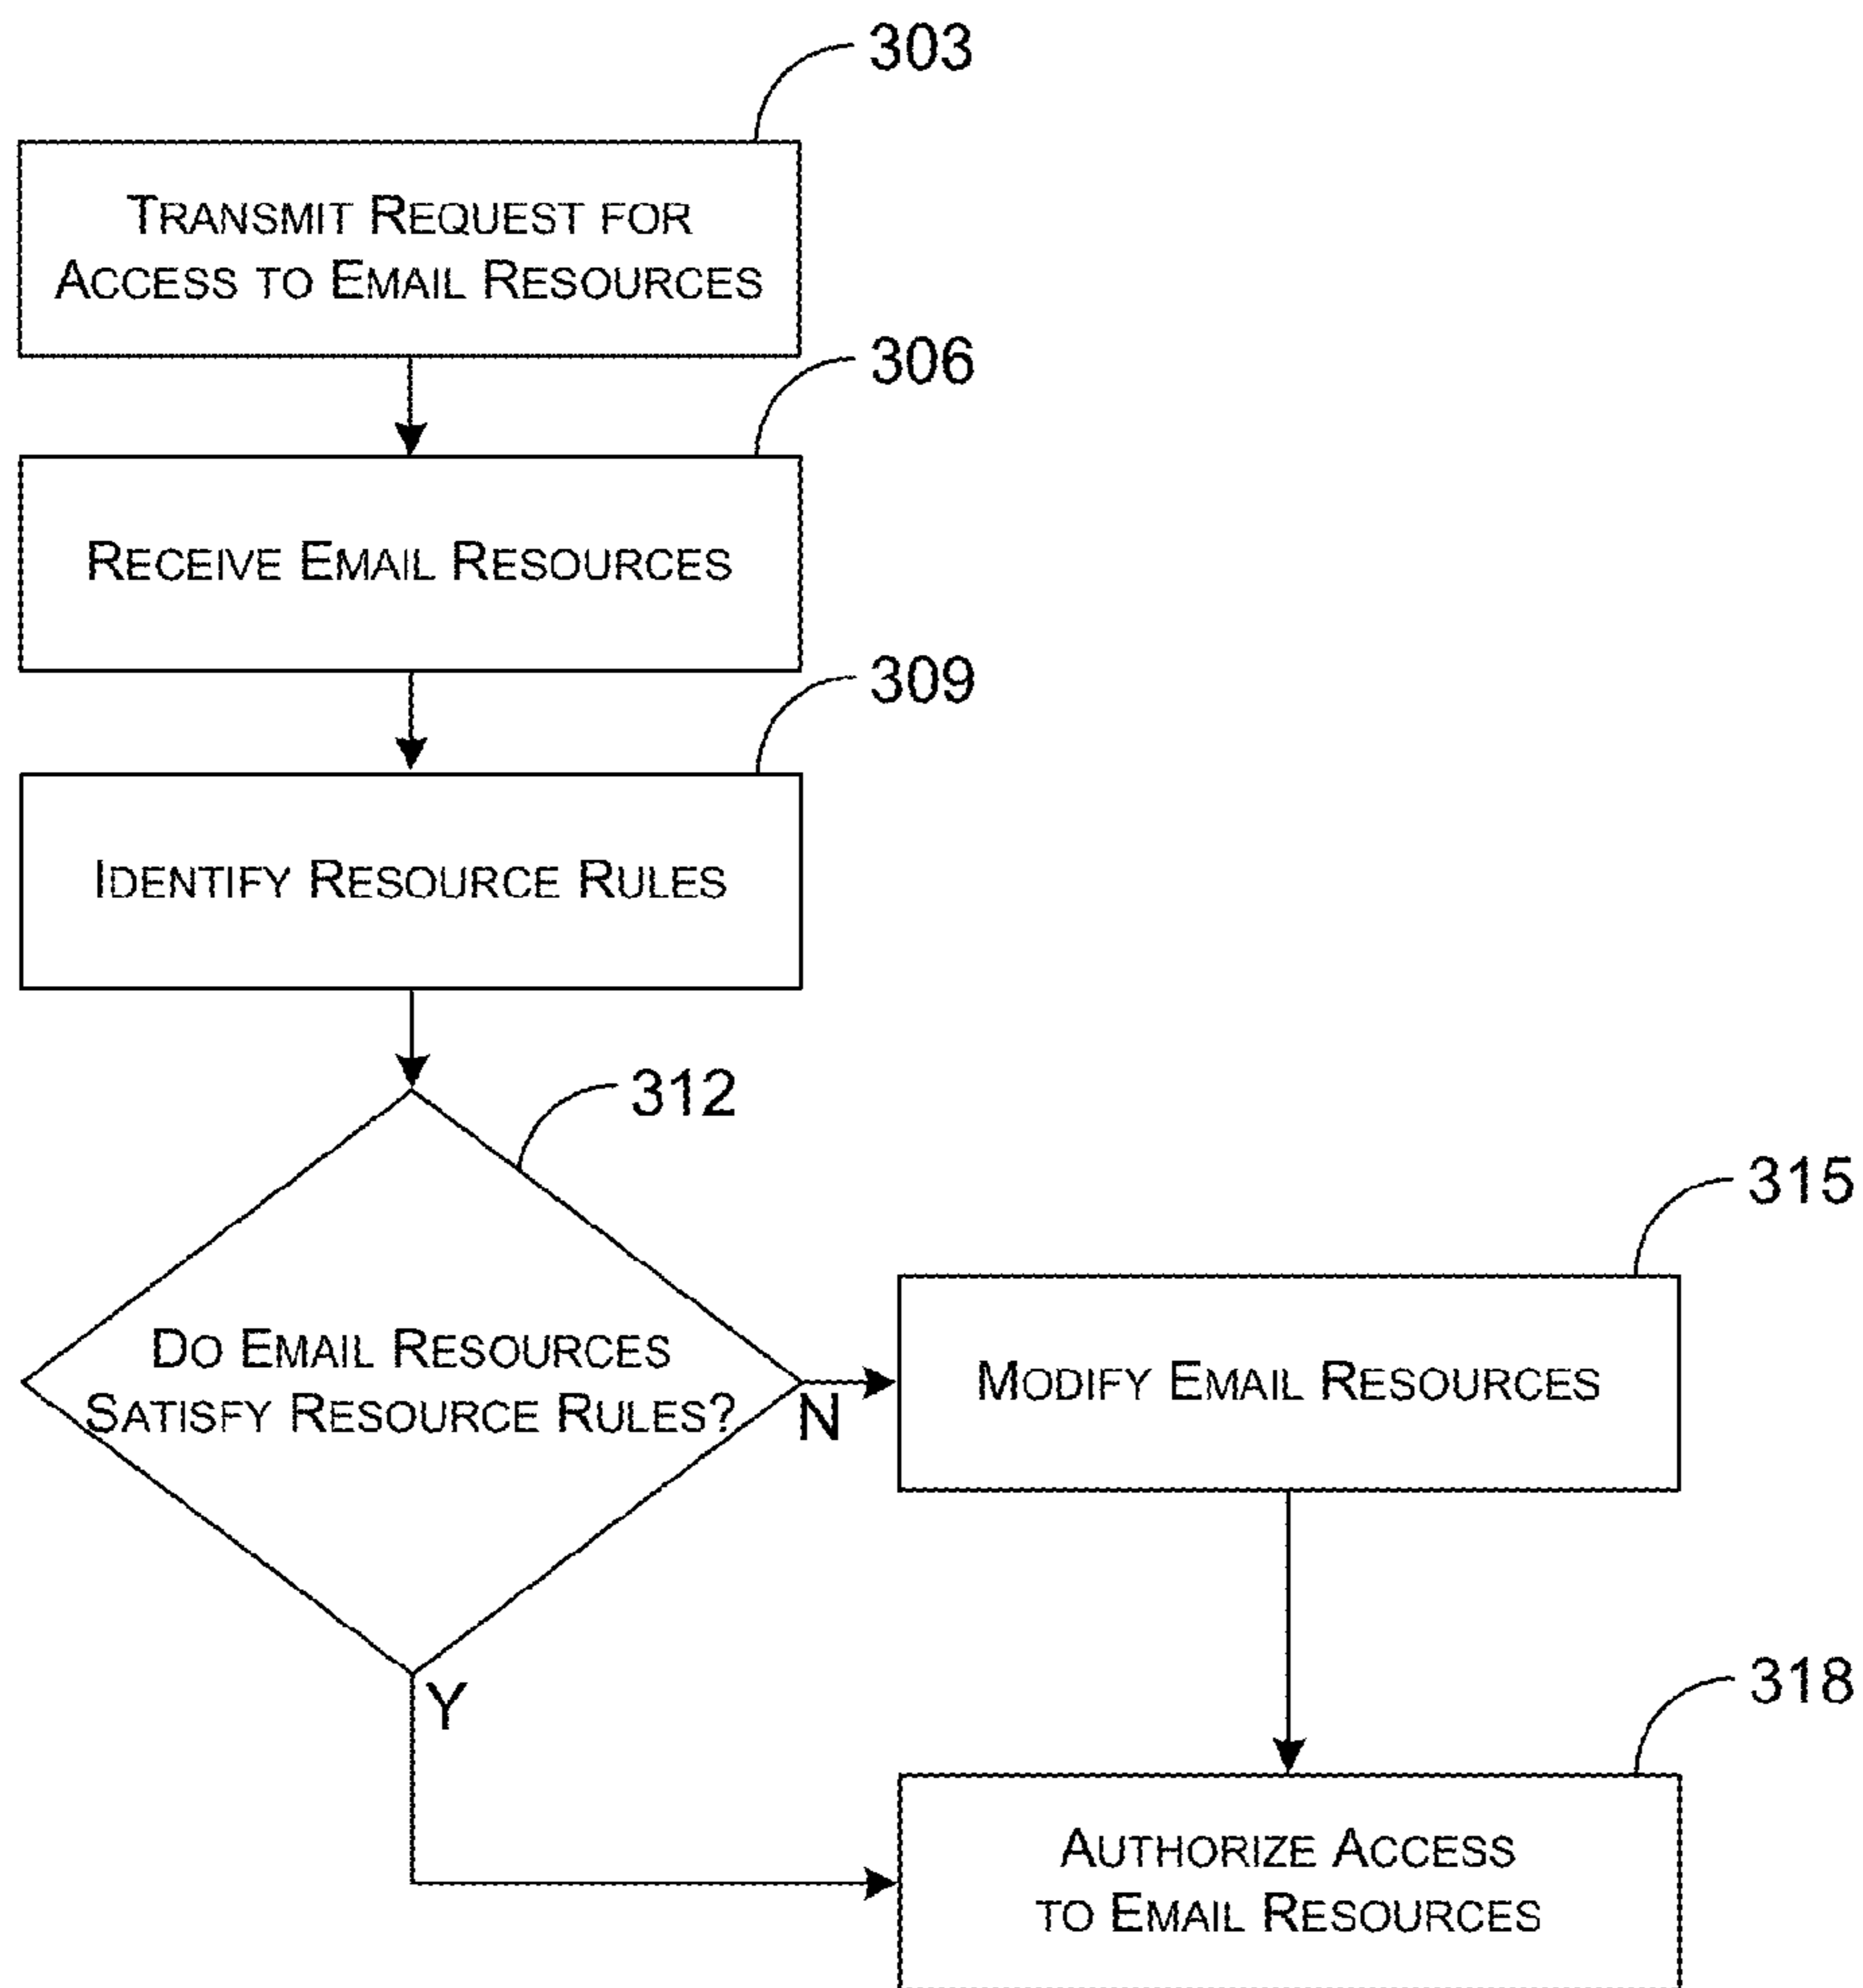 303
TRANSMIT REQUEST FOR
ACCESS TO EMAIL RESOURCES
306
RECEIVE EMAIL RESOURCES
309
IDENTIFY RESOURCE RULES
312
DO EMAIL RESOURCES
SATISFY RESOURCE RULES?
N
315
MODIFY EMAIL RESOURCES
Y
318
AUTHORIZE ACCESS
TO EMAIL RESOURCES